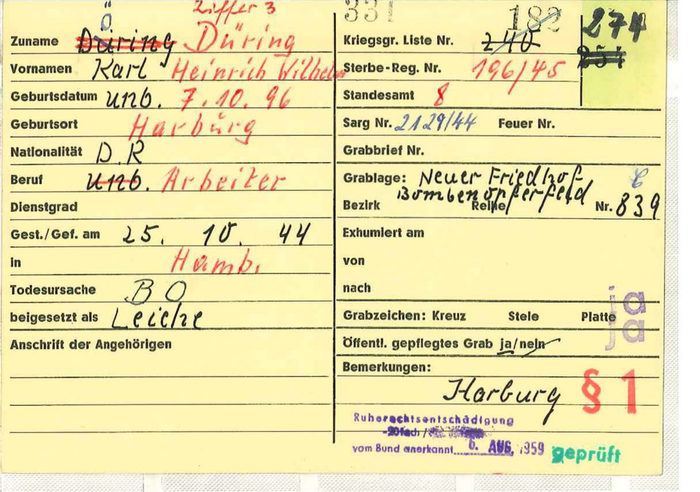 Ziffer 3
331 182 274
Zuname Düring Düring
Kriegsgr. Liste Nr. 240 251
Vornamen Karl Heinrich Wilhelm
Sterbe-Reg. Nr. 196/45
Geburtsdatum unb. 7.10.96
Standesamt 8
Geburtsort Harburg
Sarg Nr. 2129/44 Feuer Nr.
Nationalität D.R
Grabbrief Nr.
Beruf unb. Arbeiter
Grablage: Neuer Friedhof
Bombenopferfeld
Dienstgrad
Bezirk Reihe Nr. 839
Gest./Gef. am 25. 10. 44
Exhumiert am
in Hamb.
von
Todesursache BO
nach
beigesetzt als Leiche
Grabzeichen: Kreuz Stele Platte ja
Anschrift der Angehörigen
Öffentl. gepflegtes Grab ja/nein ja
Bemerkungen:
Harburg § 1
Ruherechtsentschädigung
-20fach/
vom Bund anerkannt 6. AUG. 1959 geprüft